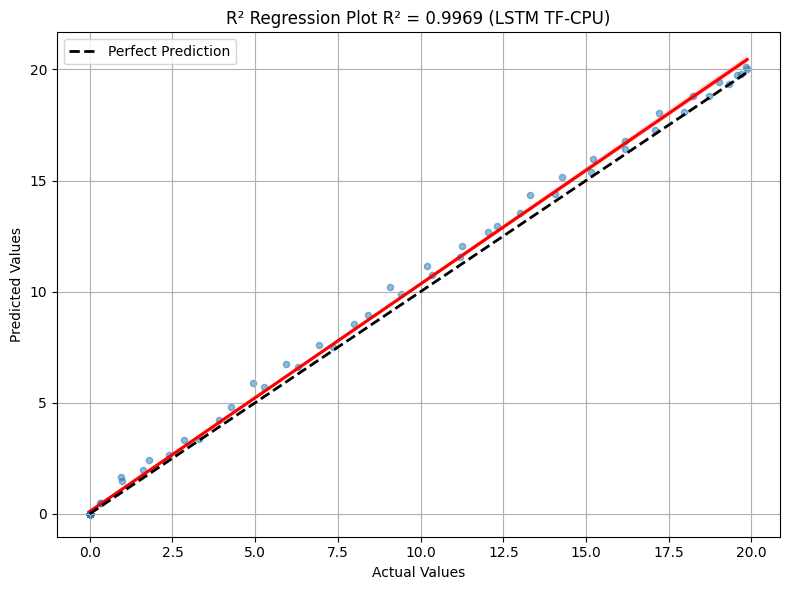 R² Regression Plot R² = 0.9969 (LSTM TF-CPU)
Perfect Prediction
Predicted Values
20
15
10
5
0
0.0 2.5 5.0 7.5 10.0 12.5 15.0 17.5 20.0
Actual Values